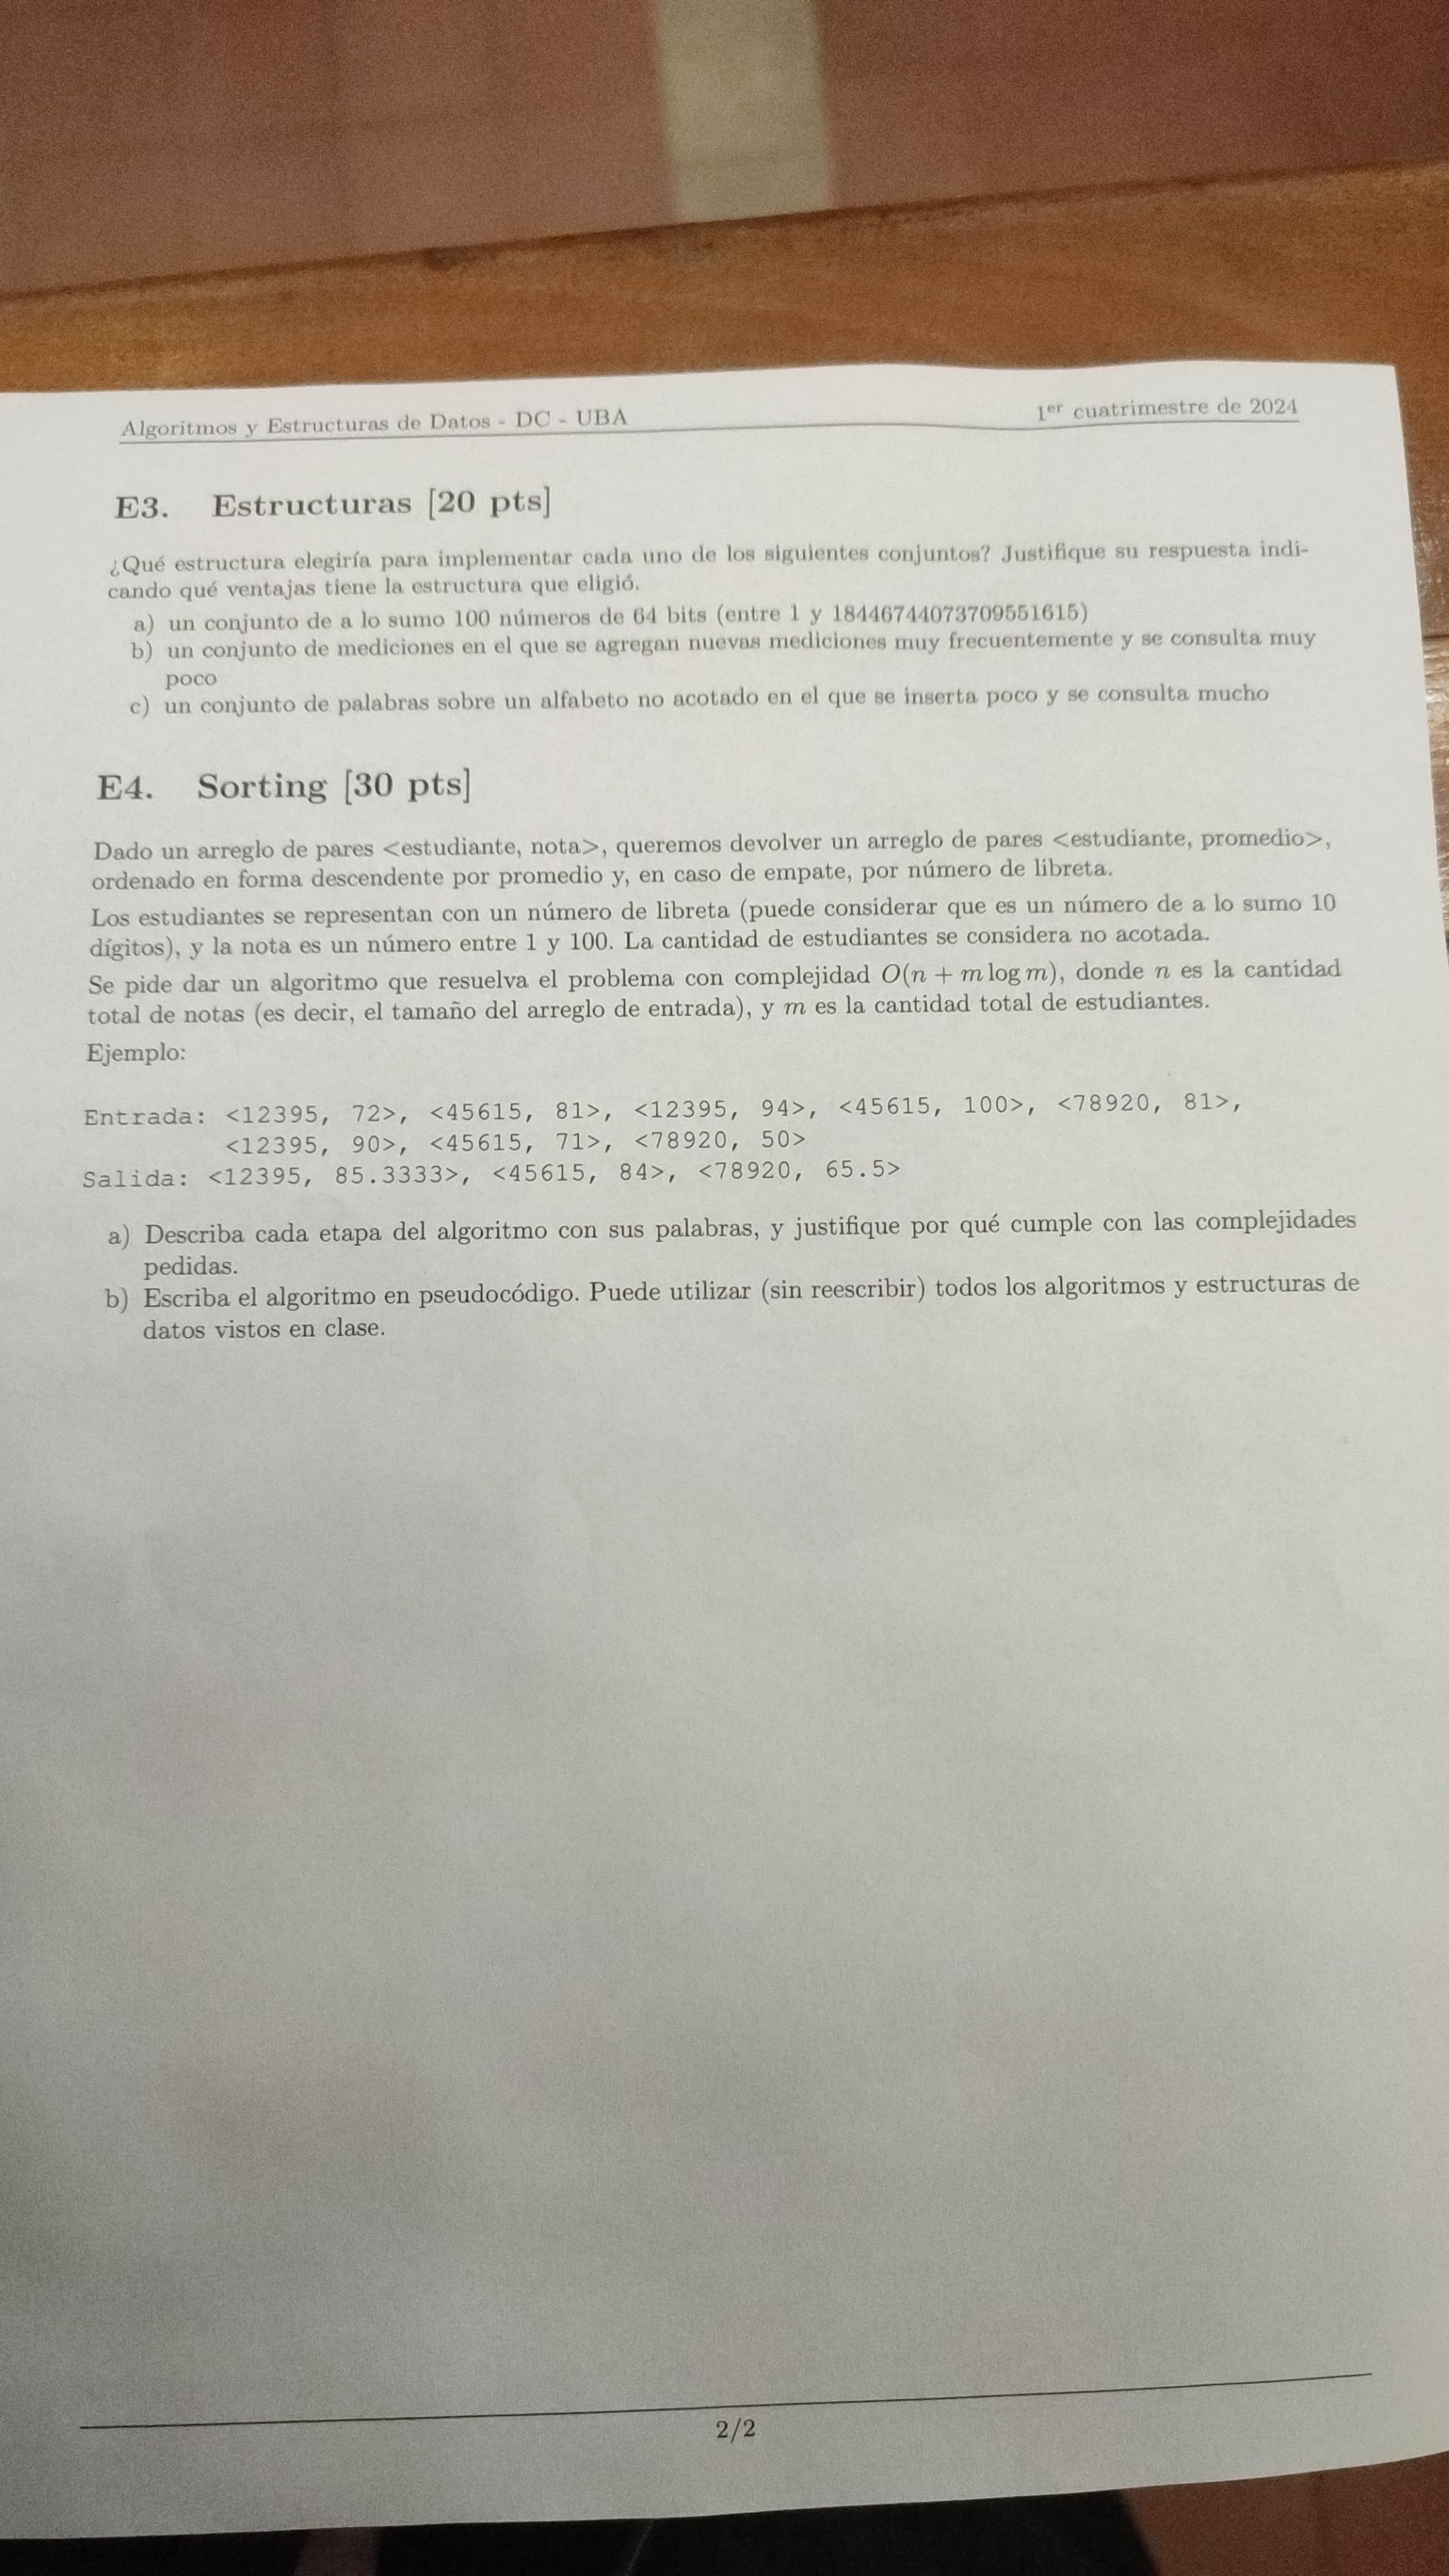 Algoritmos y Estructuras de Datos - DC - UBA
1er cuatrimestre de 2024
E3. Estructuras [20 pts]
¿Qué estructura elegiría para implementar cada uno de los siguientes conjuntos? Justifique su respuesta indi-
cando qué ventajas tiene la estructura que eligió.
a) un conjunto de a lo sumo 100 números de 64 bits (entre 1 y 18446744073709551615)
b) un conjunto de mediciones en el que se agregan nuevas mediciones muy frecuentemente y se consulta muy
poco
c) un conjunto de palabras sobre un alfabeto no acotado en el que se inserta poco y se consulta mucho
E4. Sorting [30 pts]
Dado un arreglo de pares <estudiante, nota>, queremos devolver un arreglo de pares <estudiante, promedio>,
ordenado en forma descendente por promedio y, en caso de empate, por número de libreta.
Los estudiantes se representan con un número de libreta (puede considerar que es un número de a lo sumo 10
dígitos), y la nota es un número entre 1 y 100. La cantidad de estudiantes se considera no acotada.
Se pide dar un algoritmo que resuelva el problema con complejidad O(n + m log m), donde n es la cantidad
total de notas (es decir, el tamaño del arreglo de entrada), y m es la cantidad total de estudiantes.
Ejemplo:
Entrada: <12395, 72>, <45615, 81>, <12395, 94>, <45615, 100>, <78920, 81>,
<12395, 90>, <45615, 71>, <78920, 50>
Salida: <12395, 85.3333>, <45615, 84>, <78920, 65.5>
a) Describa cada etapa del algoritmo con sus palabras, y justifique por qué cumple con las complejidades
pedidas.
b) Escriba el algoritmo en pseudocódigo. Puede utilizar (sin reescribir) todos los algoritmos y estructuras de
datos vistos en clase.
2/2